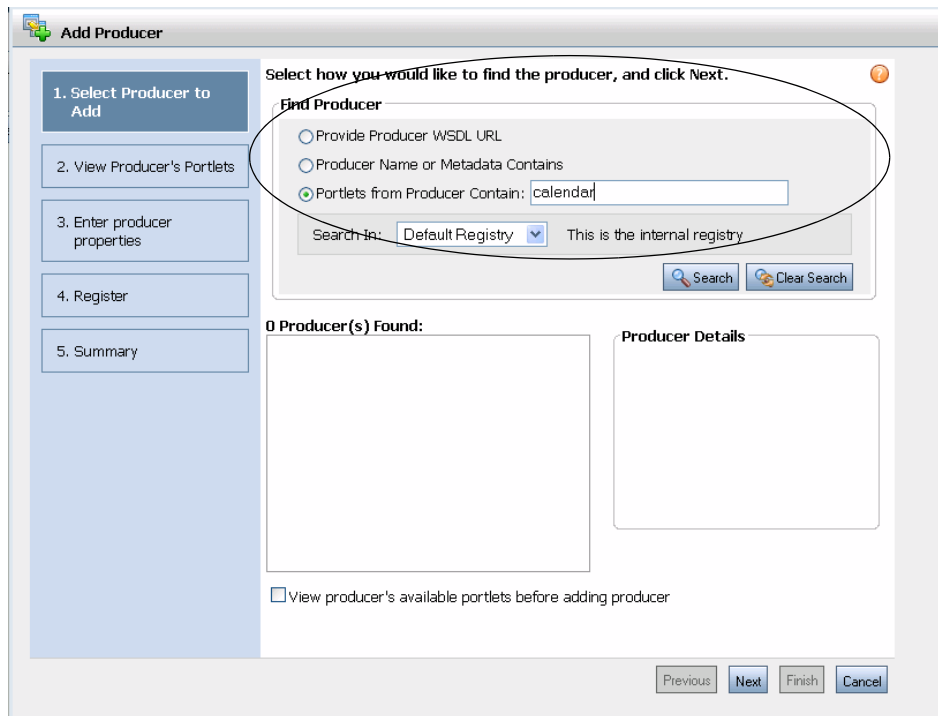 Add Producer
1. Select Producer to
Add
2. View Producer's Portlets
3. Enter producer
properties
4. Register
5. Summary
Select how you would like to find the producer, and click Next.
?
Find Producer
Provide Producer WSDL URL
Producer Name or Metadata Contains
Portlets from Producer Contain: calendar
Search In: Default Registry This is the internal registry
Search Clear Search
0 Producer(s) Found:
Producer Details
View producer's available portlets before adding producer
Previous Next Finish Cancel